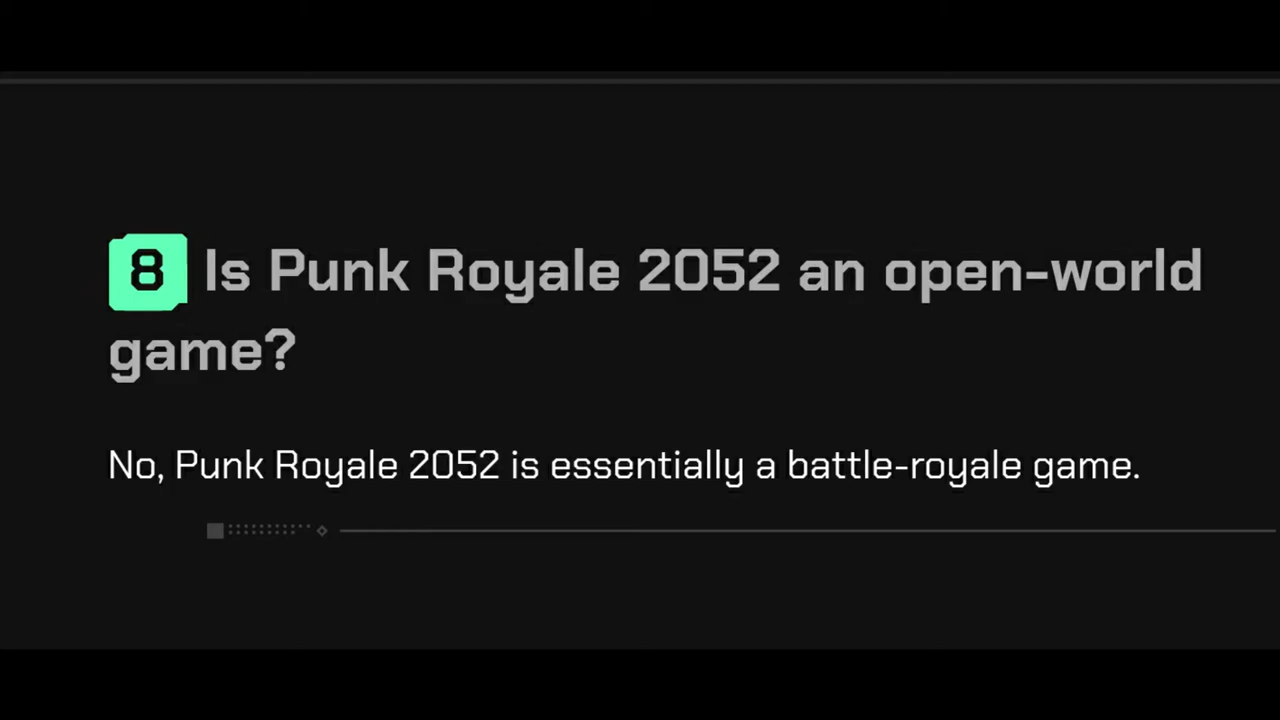 8 Is Punk Royale 2052 an open-world
game?
No, Punk Royale 2052 is essentially a battle-royale game.